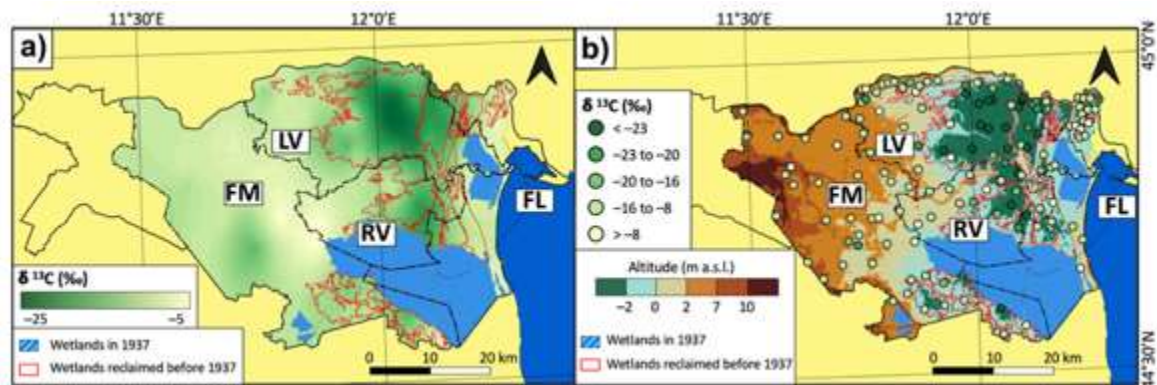 11°30'E 12°0'E 11°30'E 12°0'E
a) b)
45°0'N
δ ¹³C (‰)
< –23
–23 to –20
–20 to –16
–16 to –8
> –8
LV
FM
RV
FL
LV
FM
RV
FL
δ ¹³C (‰)
–25 –5
Wetlands in 1937
Wetlands reclaimed before 1937
0 10 20 km
Altitude (m a.s.l.)
–2 0 2 7 10
Wetlands in 1937
Wetlands reclaimed before 1937
0 10 20 km
44°30'N